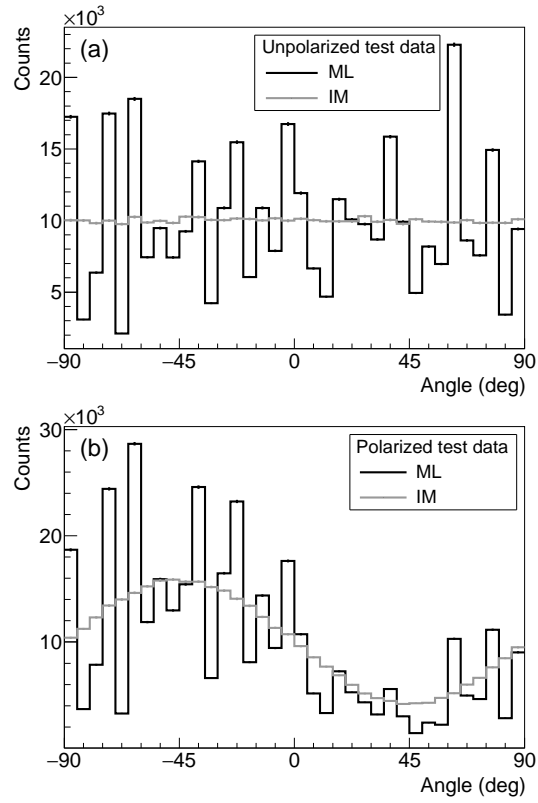 ×10³
(a)
Unpolarized test data
ML
IM
Counts
20
15
10
5
−90
−45
0
45
90
Angle (deg)
×10³
30
(b)
Polarized test data
ML
IM
Counts
20
10
−90
−45
0
45
90
Angle (deg)